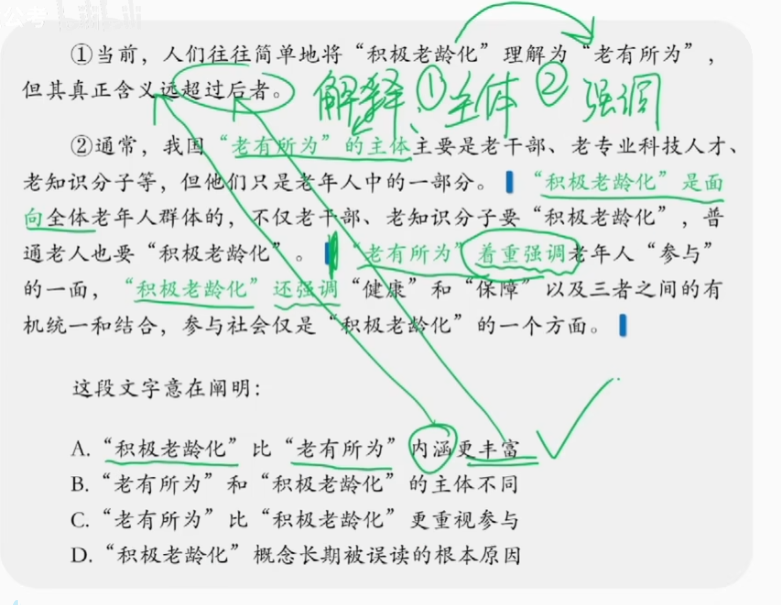 公考
bilibili
①当前，人们往往简单地将“积极老龄化”理解为“老有所为”，
但其真正含义远超过后者。
解释、①主体 ②强调
②通常，我国“老有所为”的主体主要是老干部、老专业科技人才、
老知识分子等，但他们只是老年人中的一部分。“积极老龄化”是面
向全体老年人群体的，不仅老干部、老知识分子要“积极老龄化”，普
通老人也要“积极老龄化”。“老有所为”着重强调老年人“参与”
的一面，“积极老龄化”还强调“健康”和“保障”以及三者之间的有
机统一和结合，参与社会仅是“积极老龄化”的一个方面。
这段文字意在阐明：
A.“积极老龄化”比“老有所为”内涵更丰富
B.“老有所为”和“积极老龄化”的主体不同
C.“老有所为”比“积极老龄化”更重视参与
D.“积极老龄化”概念长期被误读的根本原因